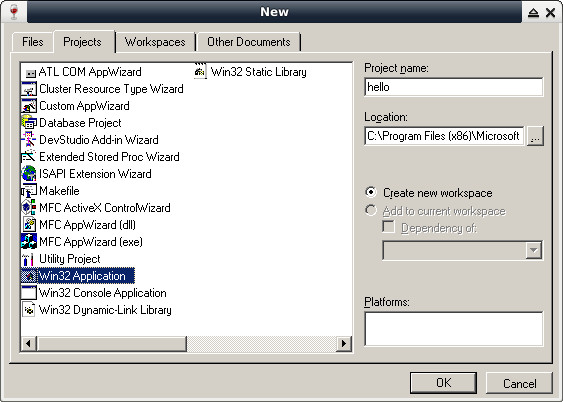 New
Files
Projects
Workspaces
Other Documents
ATL COM AppWizard
Cluster Resource Type Wizard
Custom AppWizard
Database Project
DevStudio Add-in Wizard
Extended Stored Proc Wizard
ISAPI Extension Wizard
Makefile
MFC ActiveX ControlWizard
MFC AppWizard (dll)
MFC AppWizard (exe)
Utility Project
Win32 Application
Win32 Console Application
Win32 Dynamic-Link Library
Win32 Static Library
Project name:
hello
Location:
C:\Program Files (x86)\Microsoft
...
Create new workspace
Add to current workspace
Dependency of:
Platforms:
OK
Cancel